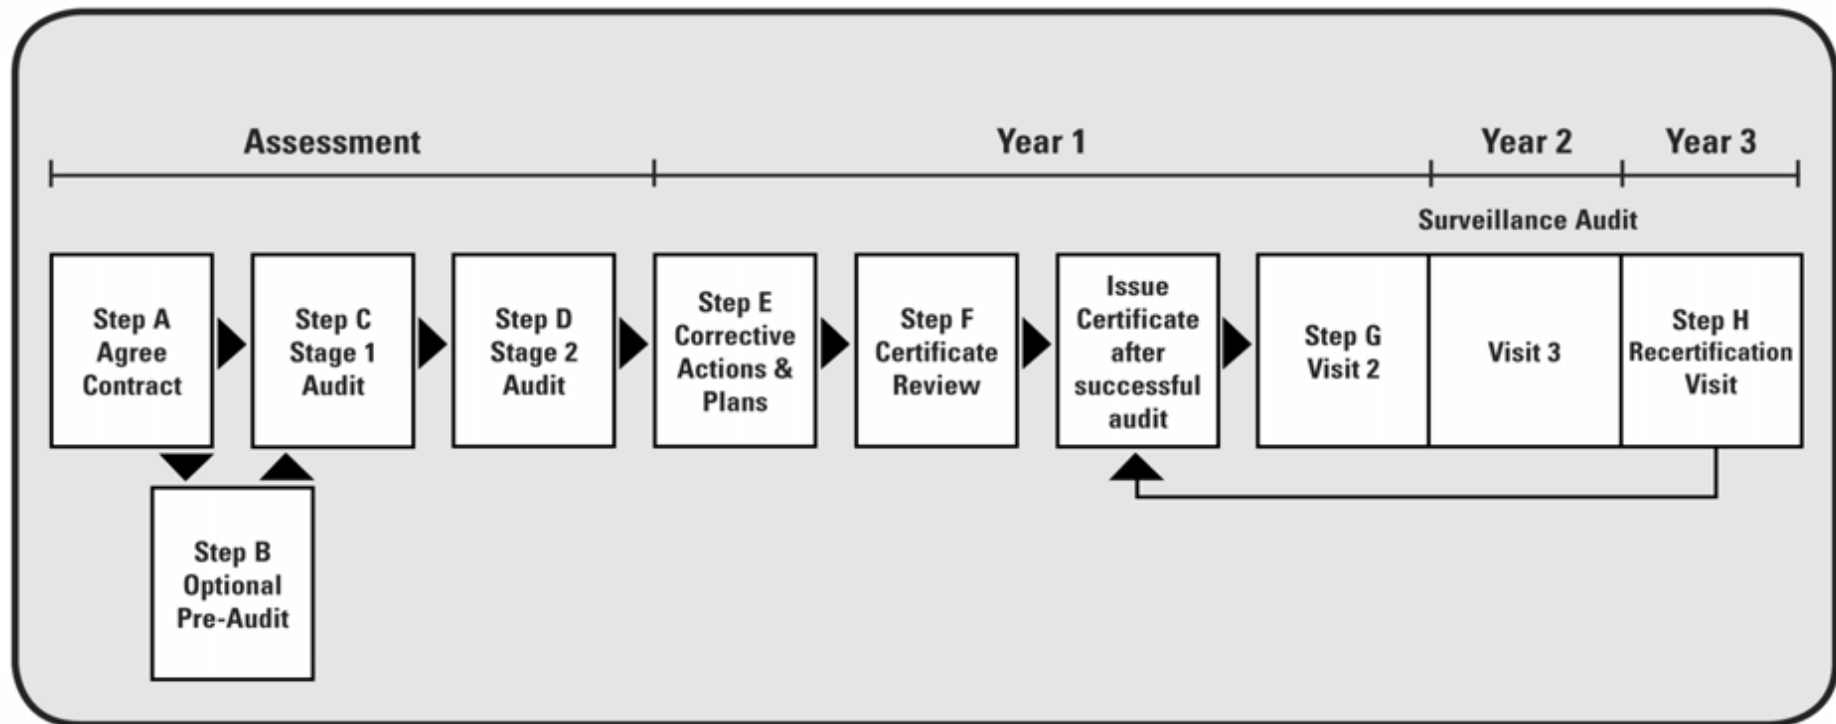 Assessment
Year 1
Year 2
Year 3
Surveillance Audit
Step A
Agree
Contract
Step C
Stage 1
Audit
Step D
Stage 2
Audit
Step E
Corrective
Actions &
Plans
Step F
Certificate
Review
Issue
Certificate
after
successful
audit
Step G
Visit 2
Visit 3
Step H
Recertification
Visit
Step B
Optional
Pre-Audit